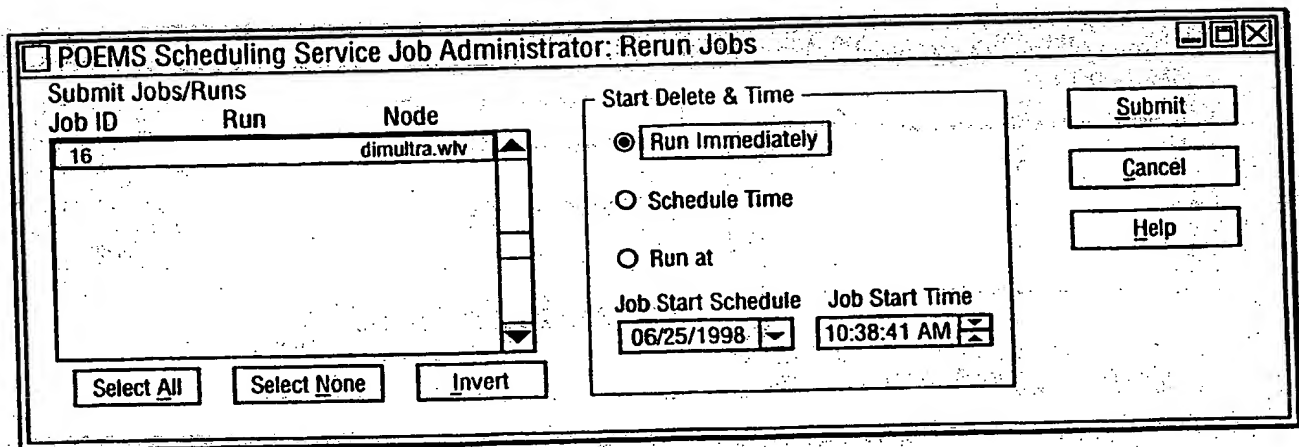 POEMS Scheduling Service Job Administrator: Rerun Jobs
Submit Jobs/Runs
Job ID Run Node
16 dimultra.wlv
Select All Select None Invert
Start Delete & Time
Run Immediately
Schedule Time
Run at
Job Start Schedule Job Start Time
06/25/1998 10:38:41 AM
Submit
Cancel
Help